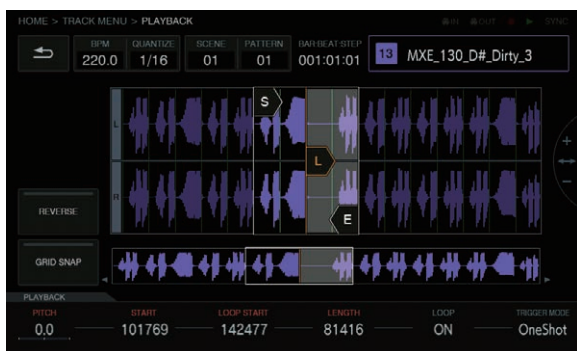 HOME > TRACK MENU > PLAYBACK
IN OUT SYNC
BPM QUANTIZE SCENE PATTERN BAR:BEAT:STEP
220.0 1/16 01 01 001:01:01 13 MXE_130_D#_Dirty_3
S
L
L
+
-
R
E
REVERSE
GRID SNAP
PLAYBACK
PITCH START LOOP START LENGTH LOOP TRIGGER MODE
0.0 101769 142477 81416 ON OneShot